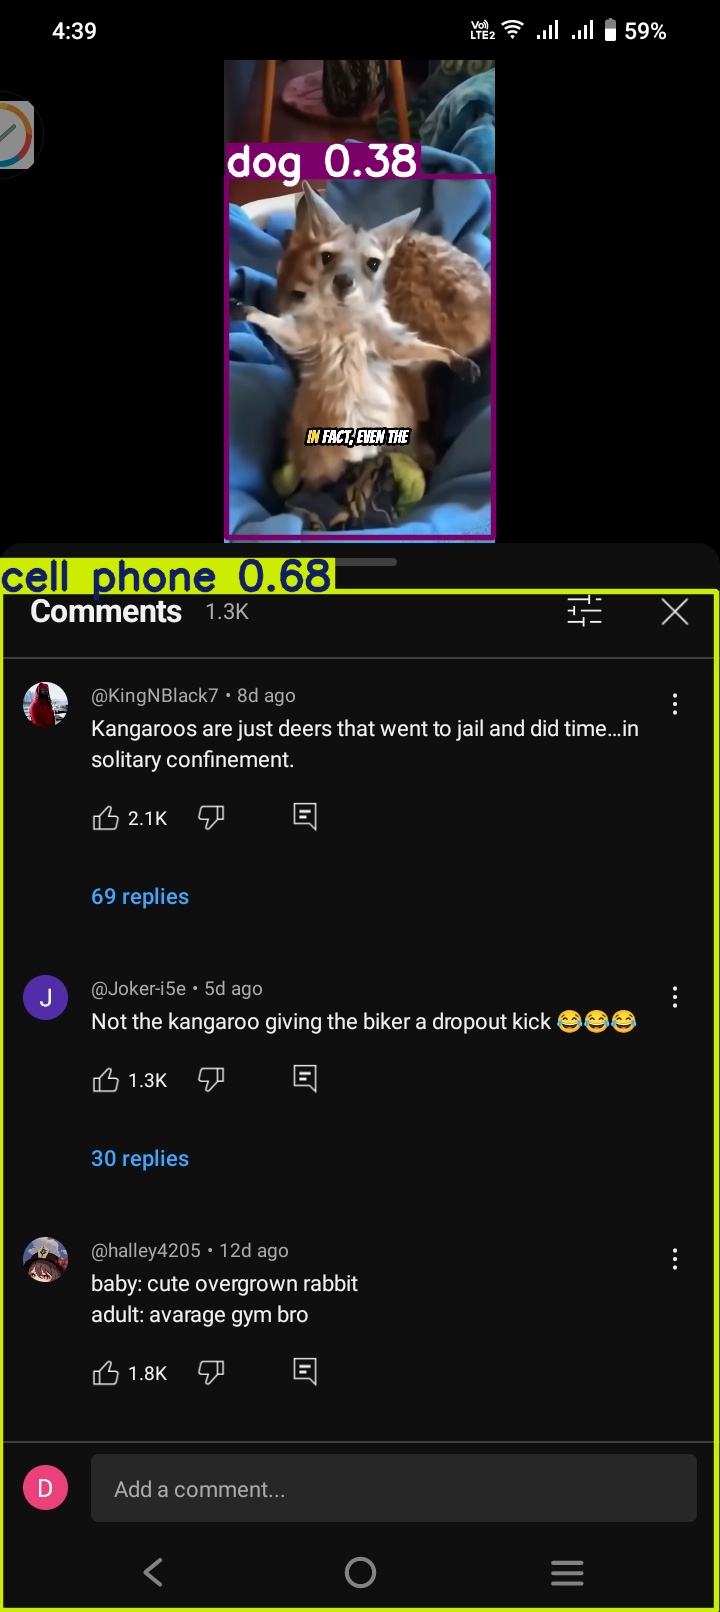 4:39
Vo)) LTE2 59%
dog 0.38
IN FACT, EVEN THE
cell phone 0.68
Comments 1.3K
@KingNBlack7 • 8d ago
Kangaroos are just deers that went to jail and did time...in
solitary confinement.
2.1K
69 replies
J
@Joker-i5e • 5d ago
Not the kangaroo giving the biker a dropout kick 😂😂😂
1.3K
30 replies
@halley4205 • 12d ago
baby: cute overgrown rabbit
adult: avarage gym bro
1.8K
D
Add a comment...